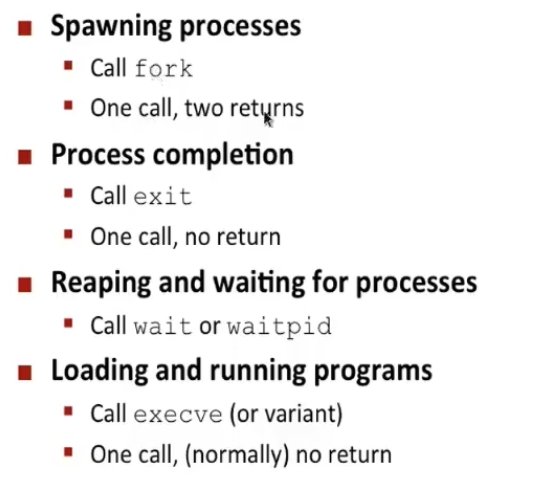 Spawning processes
Call fork
One call, two returns
Process completion
Call exit
One call, no return
Reaping and waiting for processes
Call wait or waitpid
Loading and running programs
Call execve (or variant)
One call, (normally) no return